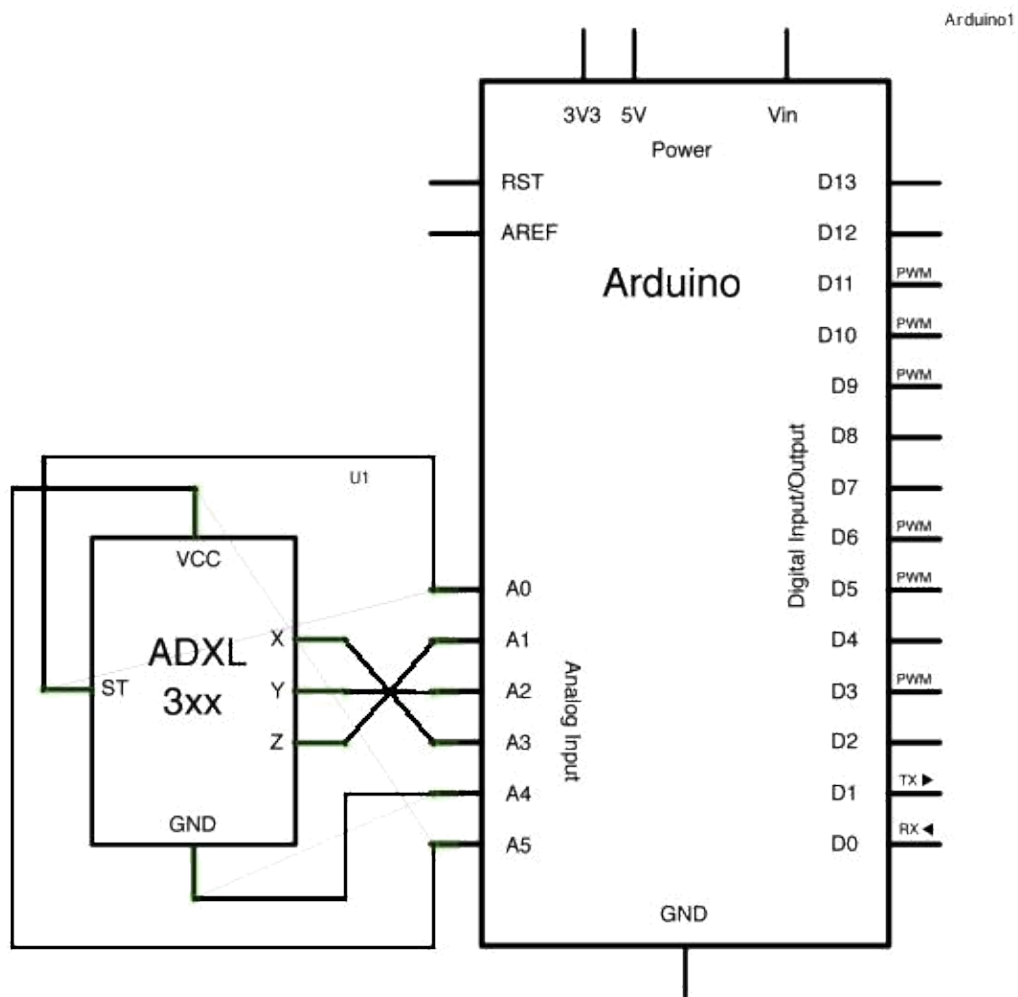 Arduino1
3V3 5V Vin
Power
RST D13
AREF D12
Arduino
D11 PWM
D10 PWM
D9 PWM
D8
D7
D6 PWM
D5 PWM
D4
D3 PWM
D2
D1 TX ▶
D0 RX ◀
Digital Input/Output
U1
VCC
ADXL
3xx
ST
X
Y
Z
GND
A0
A1
A2
A3
A4
A5
Analog Input
GND